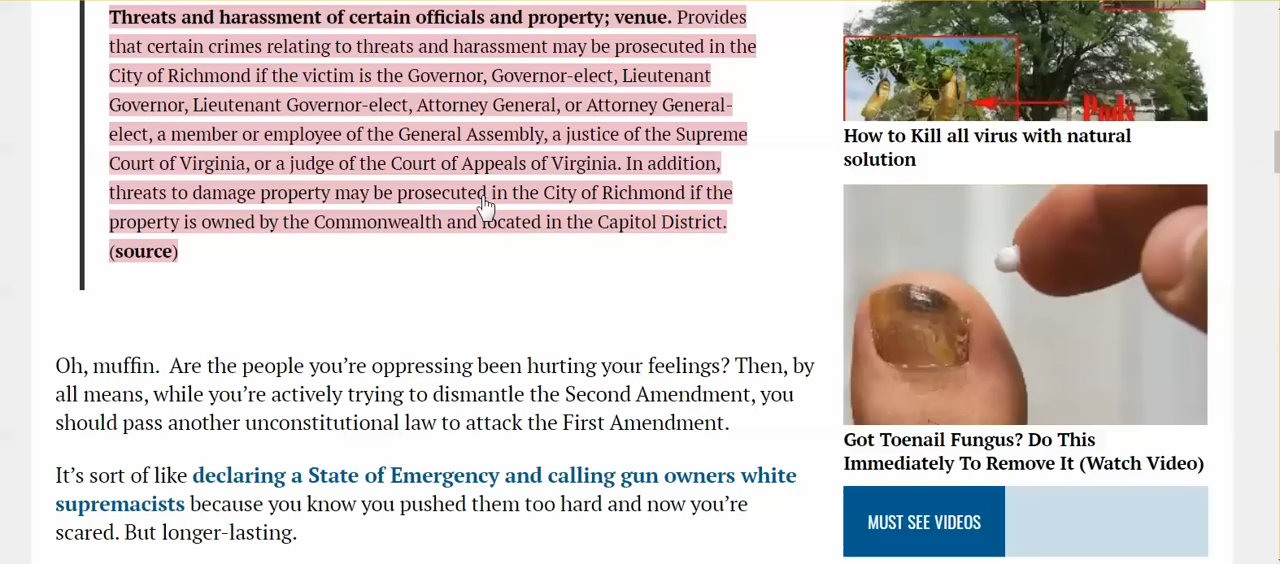 Threats and harassment of certain officials and property; venue. Provides
that certain crimes relating to threats and harassment may be prosecuted in the
City of Richmond if the victim is the Governor, Governor-elect, Lieutenant
Governor, Lieutenant Governor-elect, Attorney General, or Attorney General-
elect, a member or employee of the General Assembly, a justice of the Supreme
Court of Virginia, or a judge of the Court of Appeals of Virginia. In addition,
threats to damage property may be prosecuted in the City of Richmond if the
property is owned by the Commonwealth and located in the Capitol District.
(source)
Oh, muffin.  Are the people you’re oppressing been hurting your feelings? Then, by
all means, while you’re actively trying to dismantle the Second Amendment, you
should pass another unconstitutional law to attack the First Amendment.
It’s sort of like declaring a State of Emergency and calling gun owners white
supremacists because you know you pushed them too hard and now you’re
scared. But longer-lasting.
Pods
How to Kill all virus with natural
solution
Got Toenail Fungus? Do This
Immediately To Remove It (Watch Video)
MUST SEE VIDEOS